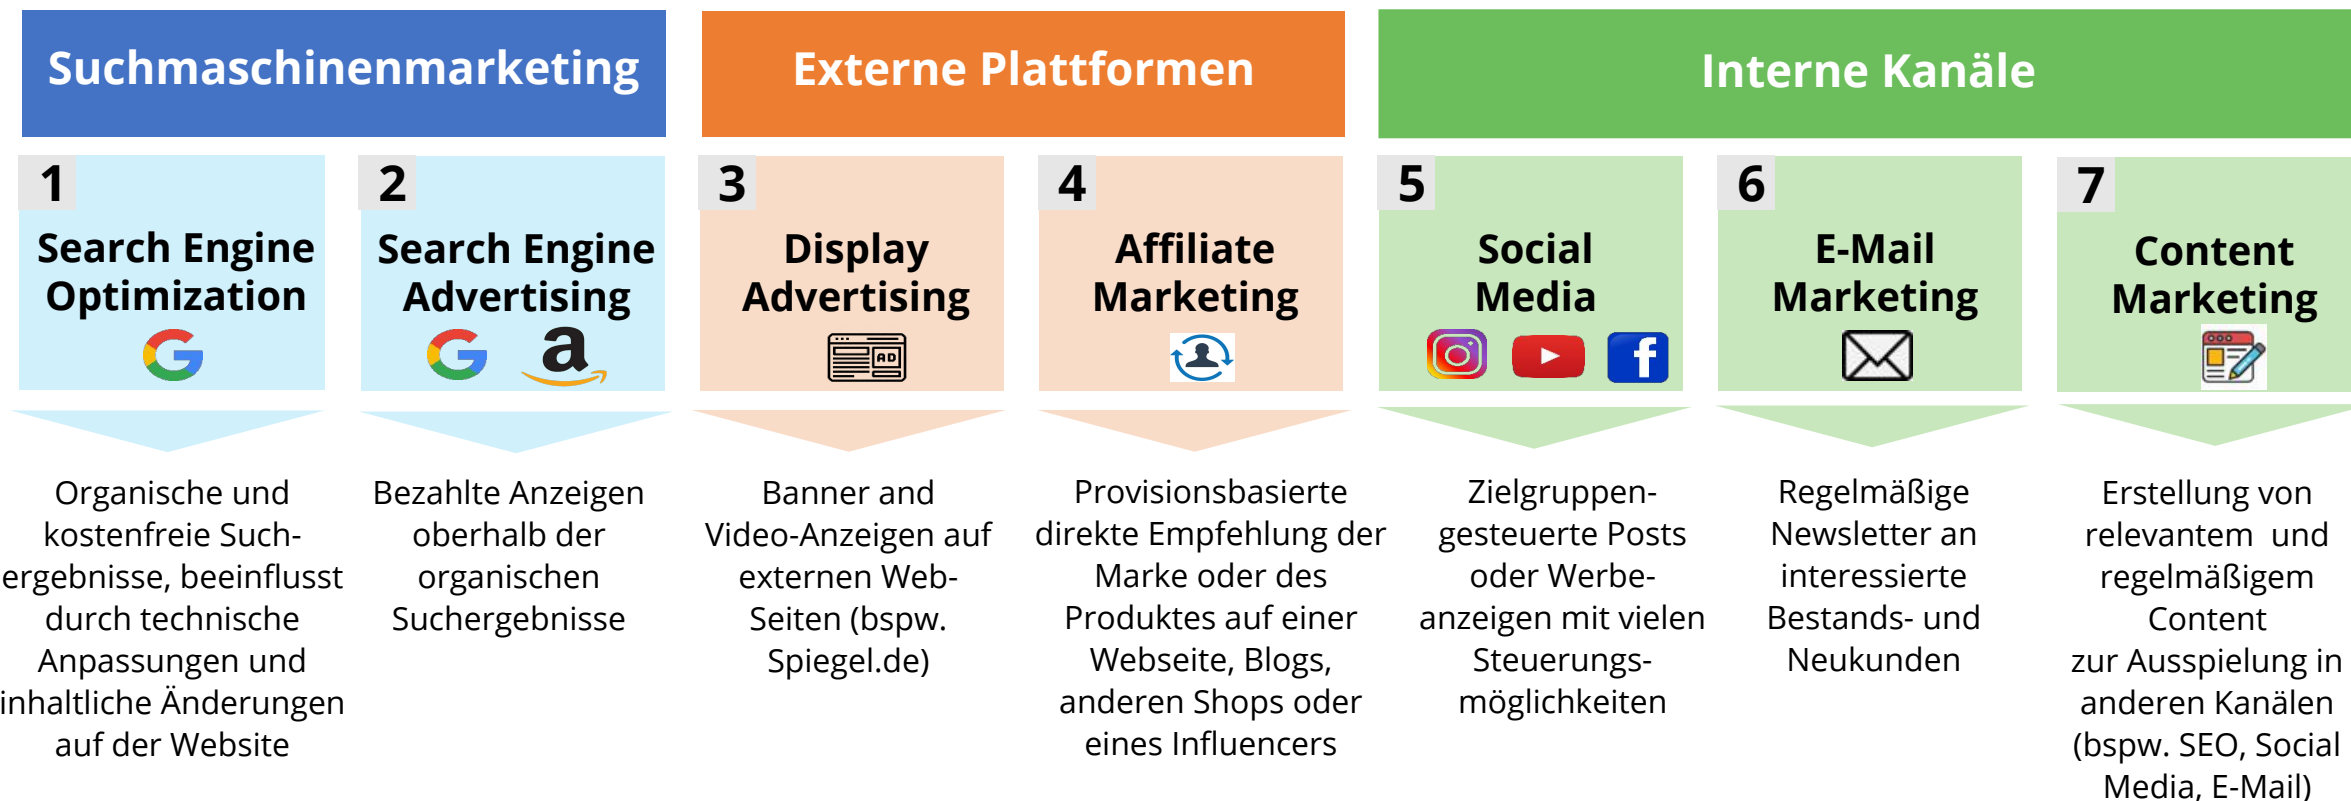 Suchmaschinenmarketing
Externe Plattformen
Interne Kanäle
1
Search Engine
Optimization
Organische und
kostenfreie Such-
ergebnisse, beeinflusst
durch technische
Anpassungen und
inhaltliche Änderungen
auf der Website
2
Search Engine
Advertising
a
Bezahlte Anzeigen
oberhalb der
organischen
Suchergebnisse
3
Display
Advertising
AD
Banner and
Video-Anzeigen auf
externen Web-
Seiten (bspw.
Spiegel.de)
4
Affiliate
Marketing
Provisionsbasierte
direkte Empfehlung der
Marke oder des
Produktes auf einer
Webseite, Blogs,
anderen Shops oder
eines Influencers
5
Social
Media
Zielgruppen-
gesteuerte Posts
oder Werbe-
anzeigen mit vielen
Steuerungs-
möglichkeiten
6
E-Mail
Marketing
Regelmäßige
Newsletter an
interessierte
Bestands- und
Neukunden
7
Content
Marketing
Erstellung von
relevantem und
regelmäßigem
Content
zur Ausspielung in
anderen Kanälen
(bspw. SEO, Social
Media, E-Mail)